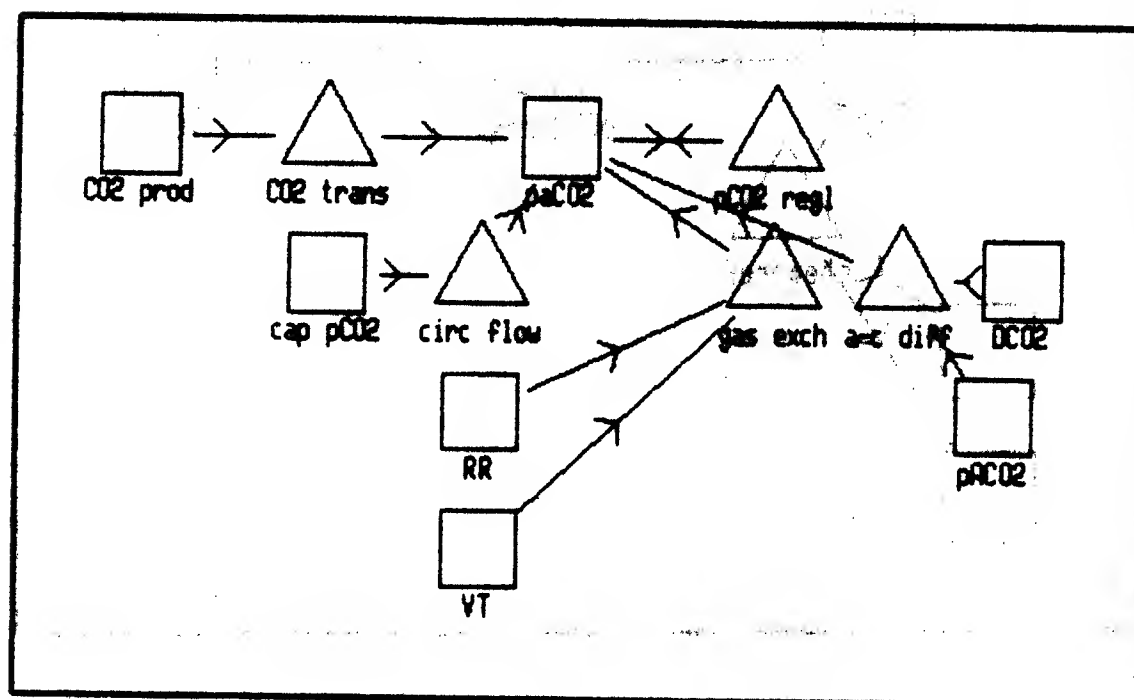 CO2 prod
CO2 trans
paCO2
pCO2 regl
cap pCO2
circ flow
gas exch
a=c diff
DCO2
RR
pACO2
VT